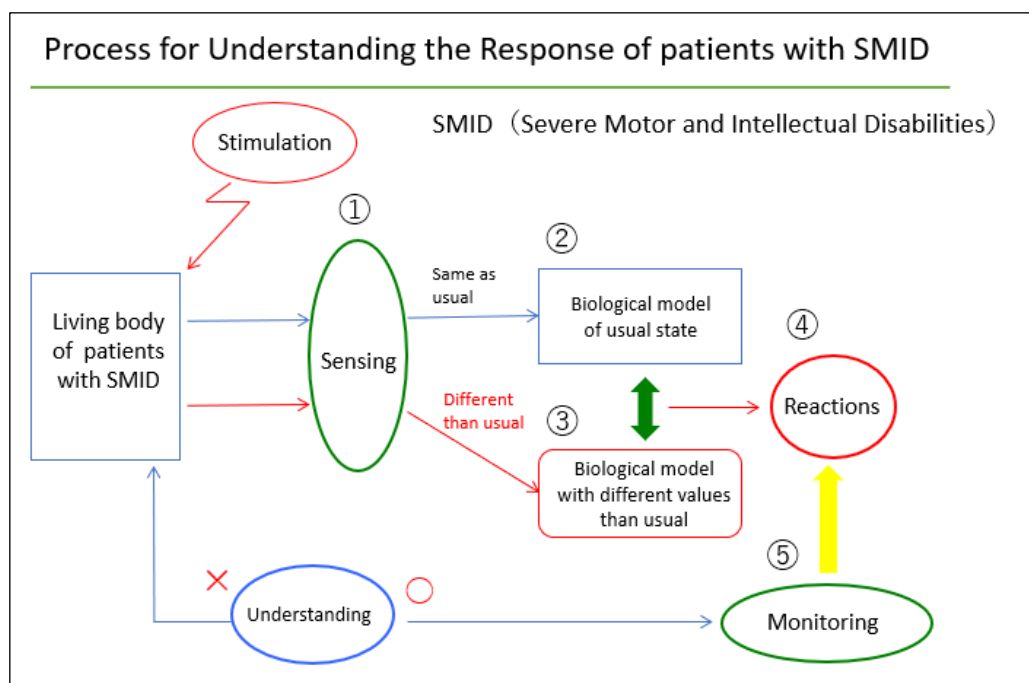 Process for Understanding the Response of patients with SMID
SMID（Severe Motor and Intellectual Disabilities）
Stimulation
①
②
Same as
usual
Biological model
of usual state
Living body
of patients
with SMID
④
Sensing
Different
than usual
Reactions
③
Biological model
with different values
than usual
⑤
×
○
Understanding
Monitoring